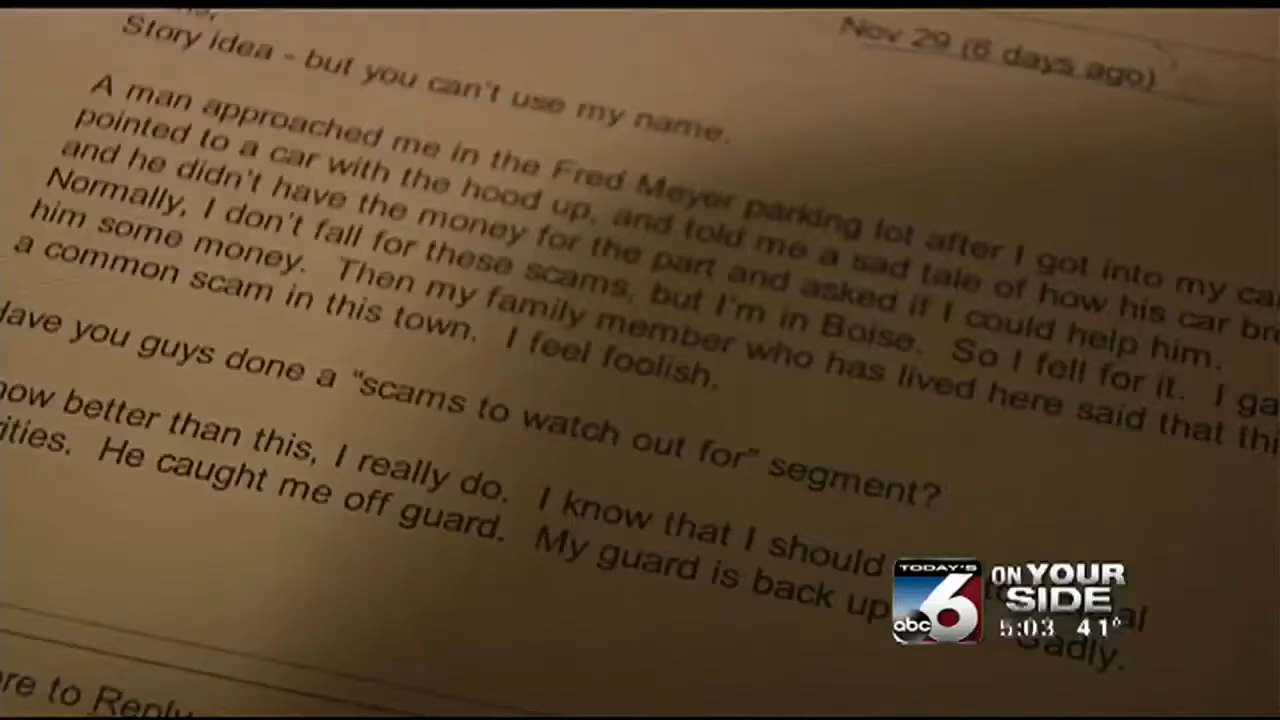 Nov 29 (6 days ago)
Story idea - but you can't use my name.
A man approached me in the Fred Meyer parking lot after I got into my ca
pointed to a car with the hood up, and told me a sad tale of how his car bro
and he didn't have the money for the part and asked if I could help him.
Normally, I don't fall for these scams, but I'm in Boise. So I fell for it. I ga
him some money. Then my family member who has lived here said that thi
a common scam in this town. I feel foolish.
Have you guys done a "scams to watch out for" segment?
now better than this, I really do. I know that I should
rities. He caught me off guard. My guard is back up
Sadly.
re to Reply
TODAY'S
6
abc
ON YOUR
SIDE
5:03 41°